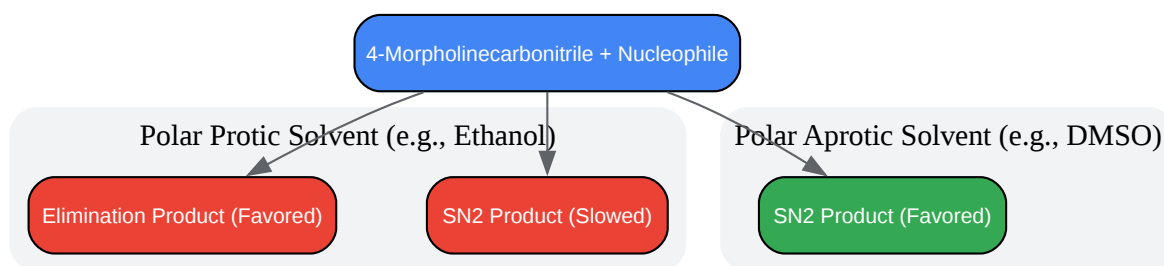 4-Morpholinecarbonitrile + Nucleophile
Polar Protic Solvent (e.g., Ethanol)
Polar Aprotic Solvent (e.g., DMSO)
Elimination Product (Favored)
SN2 Product (Slowed)
SN2 Product (Favored)